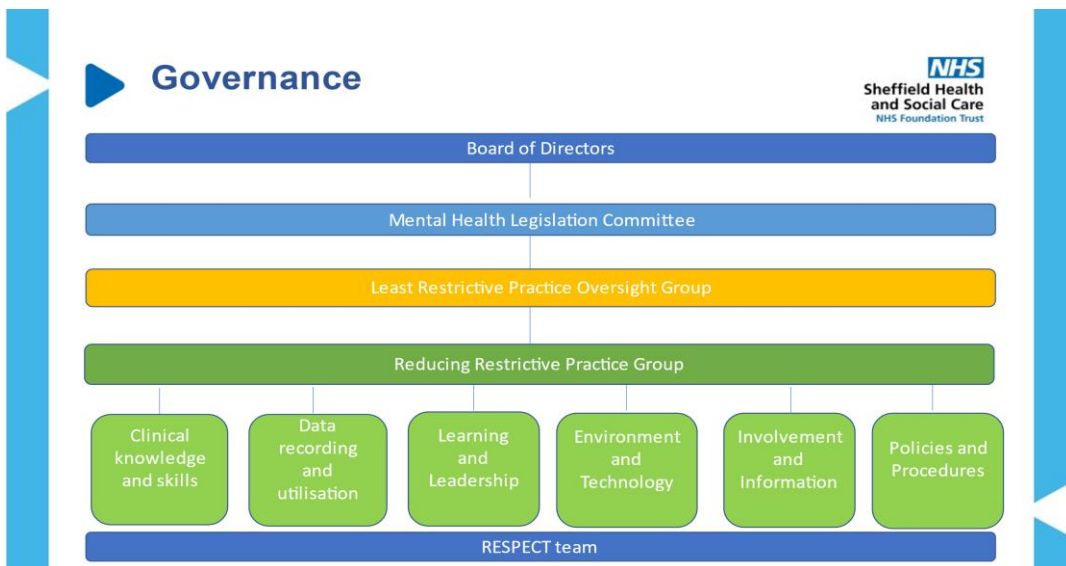 Governance
NHS
Sheffield Health
and Social Care
NHS Foundation Trust
Board of Directors
Mental Health Legislation Committee
Least Restrictive Practice Oversight Group
Reducing Restrictive Practice Group
Clinical
knowledge
and skills
Data
recording
and
utilisation
Learning
and
Leadership
Environment
and
Technology
Involvement
and
Information
Policies and
Procedures
RESPECT team